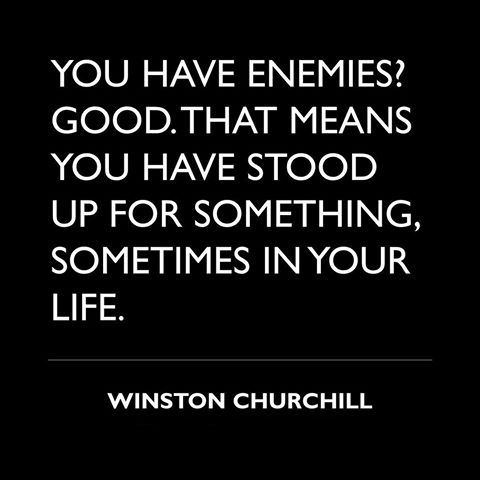 YOU HAVE ENEMIES?
GOOD. THAT MEANS
YOU HAVE STOOD
UP FOR SOMETHING,
SOMETIMES IN YOUR
LIFE.
WINSTON CHURCHILL